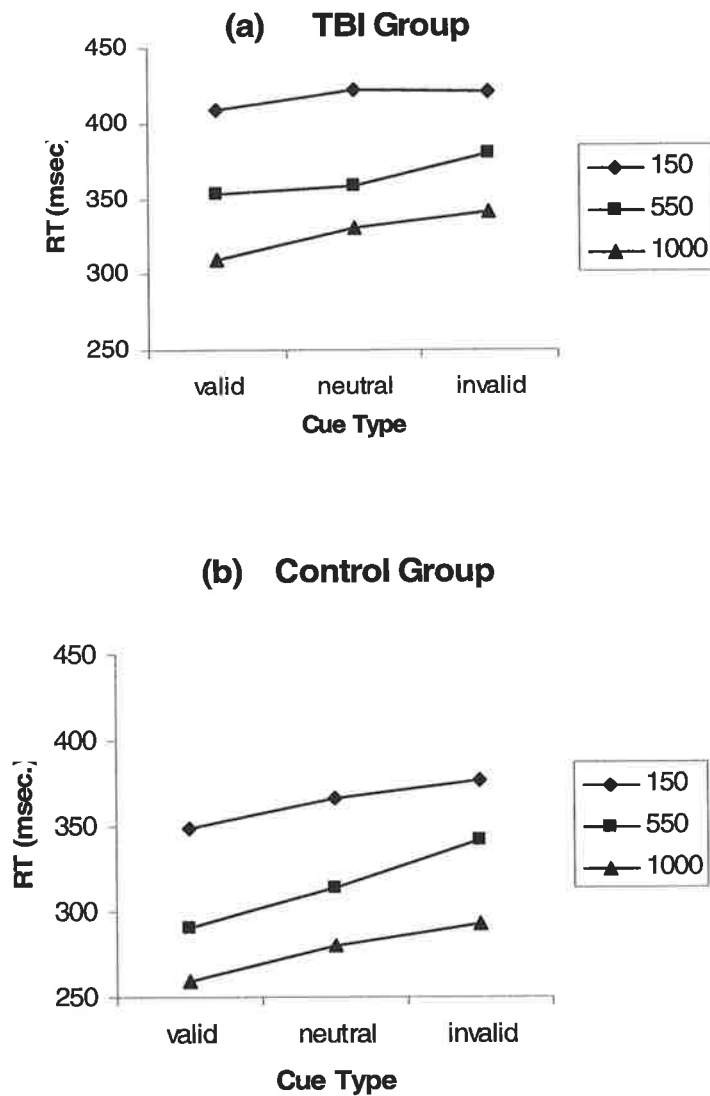 (a) TBI Group
450
400
350
300
250
RT (msec)
valid neutral invalid
Cue Type
150
550
1000
(b) Control Group
450
400
350
300
250
RT (msec.)
valid neutral invalid
Cue Type
150
550
1000